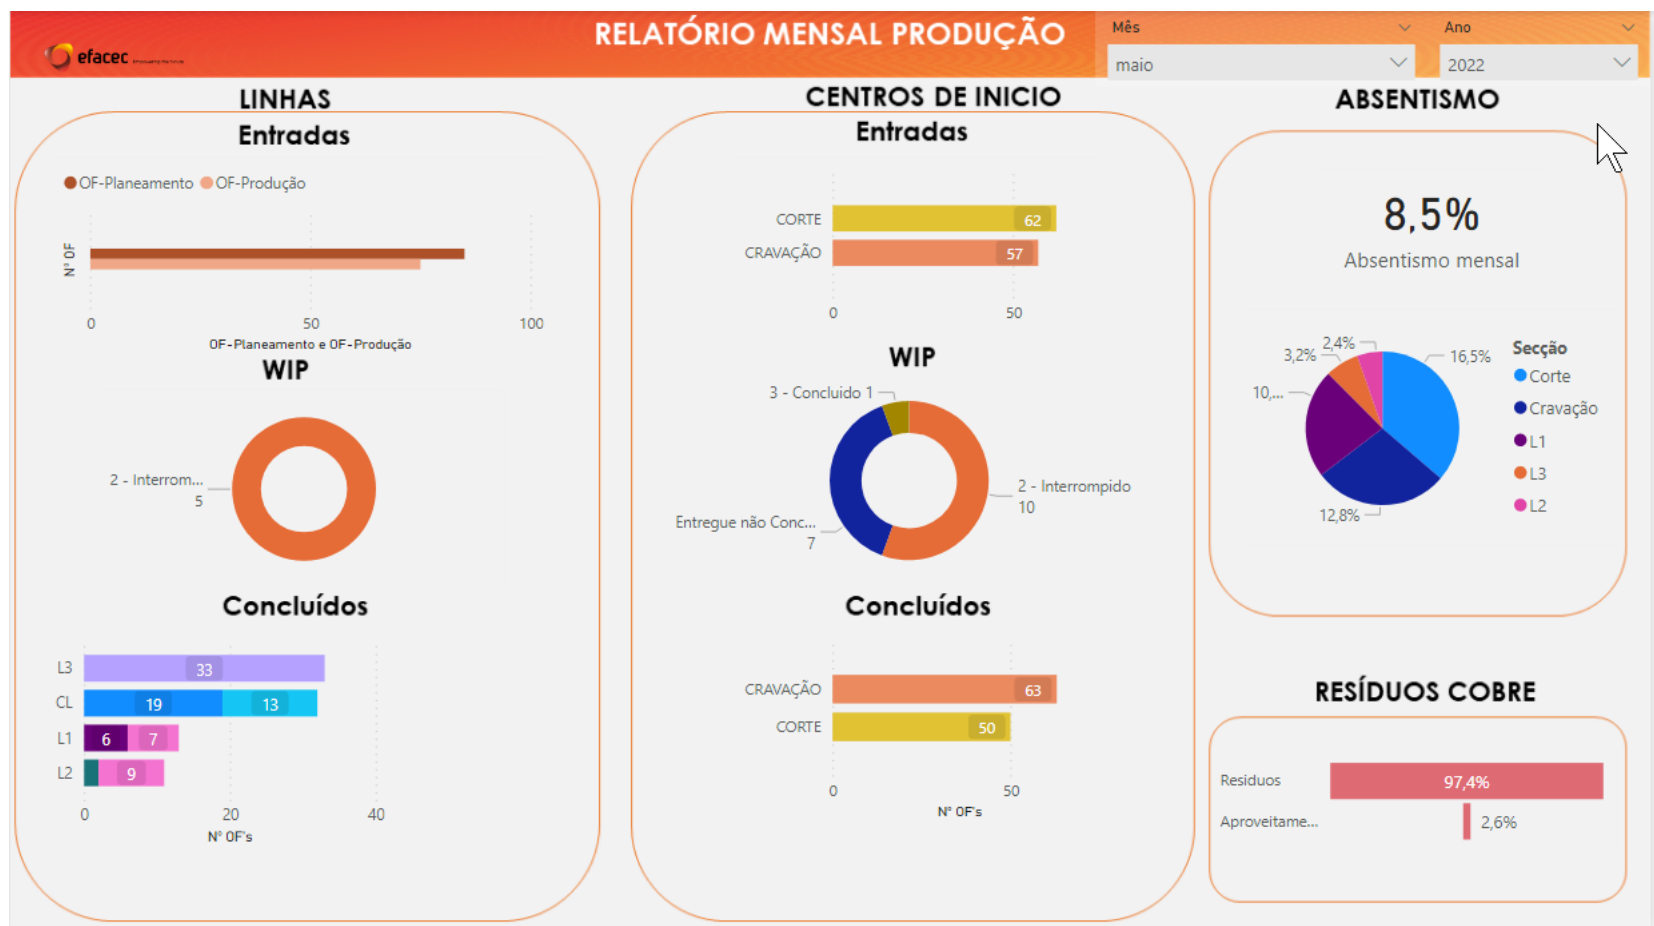 RELATÓRIO MENSAL PRODUÇÃO
efacec
Mês
maio
Ano
2022
LINHAS
Entradas
OF-Planeamento OF-Produção
Nº OF
0 50 100
OF-Planeamento e OF-Produção
WIP
2 - Interrom...
5
Concluídos
L3 33
CL 19 13
L1 6 7
L2 9
0 20 40
Nº OF's
CENTROS DE INICIO
Entradas
CORTE 62
CRAVAÇÃO 57
0 50
WIP
3 - Concluido 1
2 - Interrompido
10
Entregue não Conc...
7
Concluídos
CRAVAÇÃO 63
CORTE 50
0 50
Nº OF's
ABSENTISMO
8,5%
Absentismo mensal
2,4%
3,2%
16,5%
10,...
12,8%
Secção
Corte
Cravação
L1
L3
L2
RESÍDUOS COBRE
Residuos 97,4%
Aproveitame... 2,6%